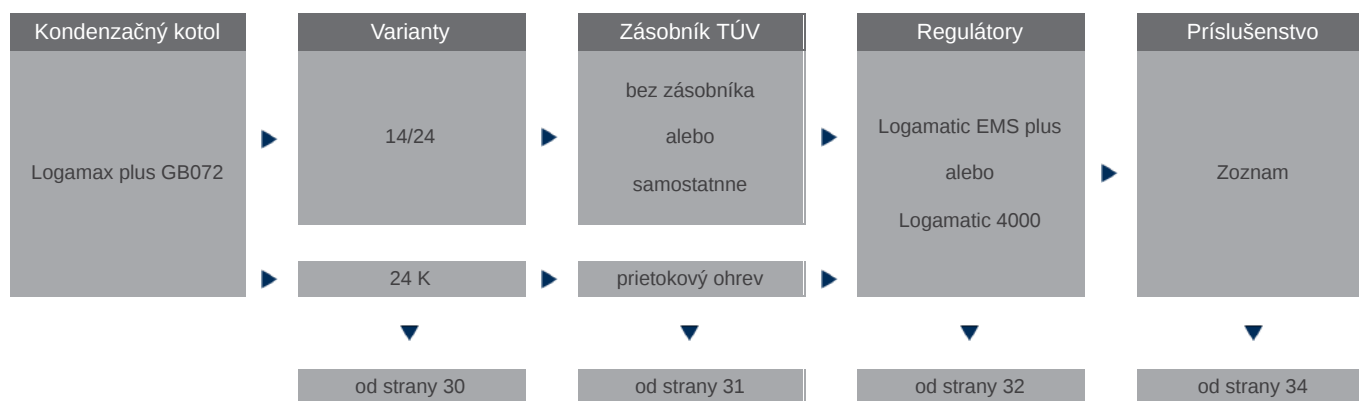 Kondenzačný kotol
Varianty
Zásobník TÚV
Regulátory
Príslušenstvo
Logamax plus GB072
14/24
bez zásobníka
alebo
samostatnne
Logamatic EMS plus
alebo
Logamatic 4000
Zoznam
24 K
prietokový ohrev
od strany 30
od strany 31
od strany 32
od strany 34